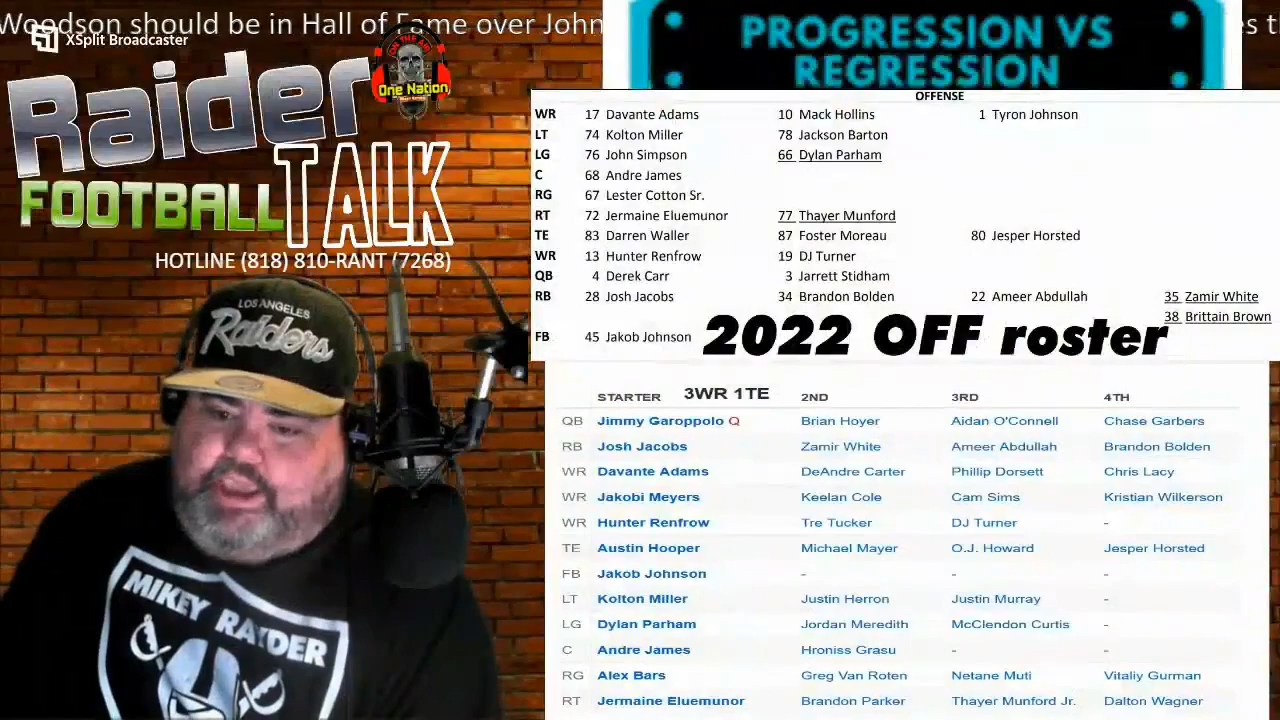 Woodson should be in Hall of Fame over John
es t
XSplit Broadcaster
Raider
FOOTBALL
TALK
ON THE AIR
One Nation
HOTLINE (818) 810-RANT (7268)
LOS ANGELES
Raiders
MIKEY RAYDER
PROGRESSION VS
REGRESSION
OFFENSE
WR 17 Davante Adams 10 Mack Hollins 1 Tyron Johnson
LT 74 Kolton Miller 78 Jackson Barton
LG 76 John Simpson 66 Dylan Parham
C 68 Andre James
RG 67 Lester Cotton Sr.
RT 72 Jermaine Eluemunor 77 Thayer Munford
TE 83 Darren Waller 87 Foster Moreau 80 Jesper Horsted
WR 13 Hunter Renfrow 19 DJ Turner
QB 4 Derek Carr 3 Jarrett Stidham
RB 28 Josh Jacobs 34 Brandon Bolden 22 Ameer Abdullah 35 Zamir White
38 Brittain Brown
FB 45 Jakob Johnson
2022 OFF roster
STARTER 3WR 1TE 2ND 3RD 4TH
QB Jimmy Garoppolo Q Brian Hoyer Aidan O'Connell Chase Garbers
RB Josh Jacobs Zamir White Ameer Abdullah Brandon Bolden
WR Davante Adams DeAndre Carter Phillip Dorsett Chris Lacy
WR Jakobi Meyers Keelan Cole Cam Sims Kristian Wilkerson
WR Hunter Renfrow Tre Tucker DJ Turner -
TE Austin Hooper Michael Mayer O.J. Howard Jesper Horsted
FB Jakob Johnson - - -
LT Kolton Miller Justin Herron Justin Murray -
LG Dylan Parham Jordan Meredith McClendon Curtis -
C Andre James Hroniss Grasu - -
RG Alex Bars Greg Van Roten Netane Muti Vitaliy Gurman
RT Jermaine Eluemunor Brandon Parker Thayer Munford Jr. Dalton Wagner